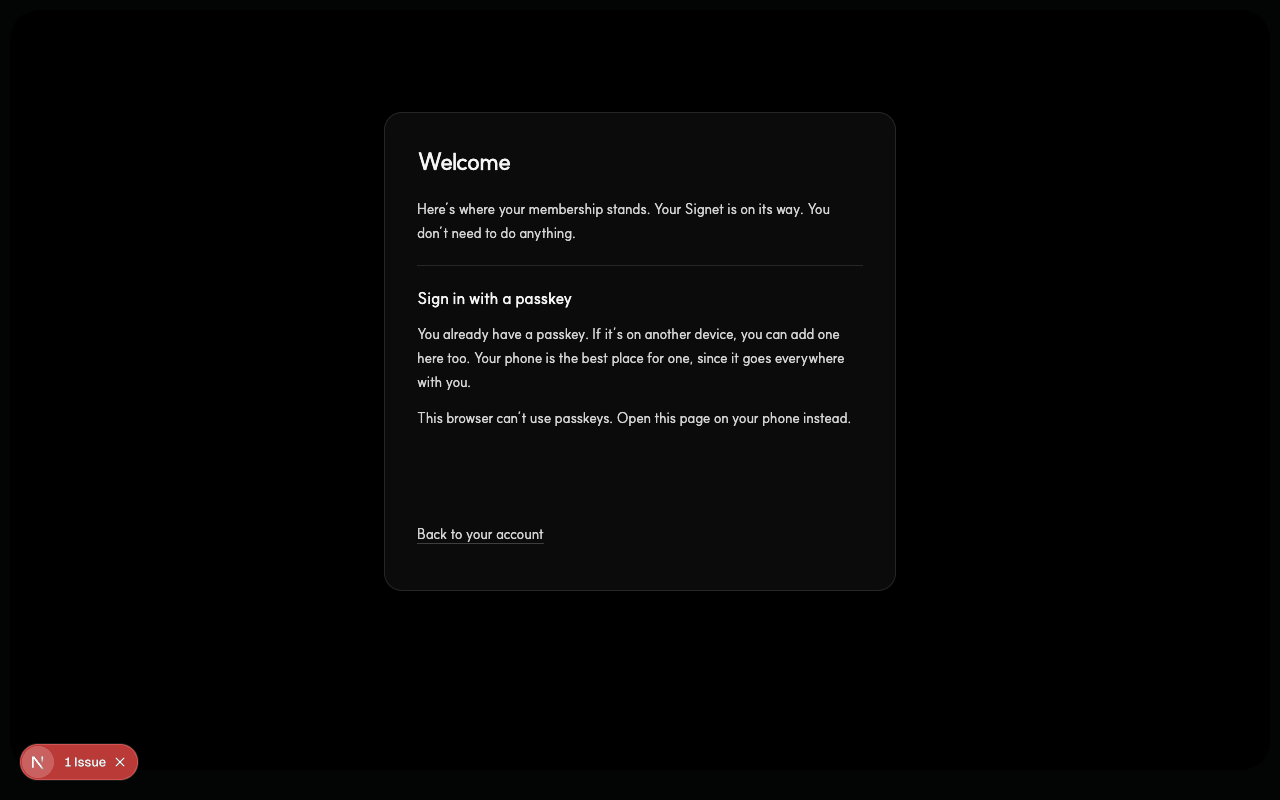 Welcome
Here's where your membership stands. Your Signet is on its way. You
don't need to do anything.
Sign in with a passkey
You already have a passkey. If it's on another device, you can add one
here too. Your phone is the best place for one, since it goes everywhere
with you.
This browser can't use passkeys. Open this page on your phone instead.
Back to your account
N 1 Issue